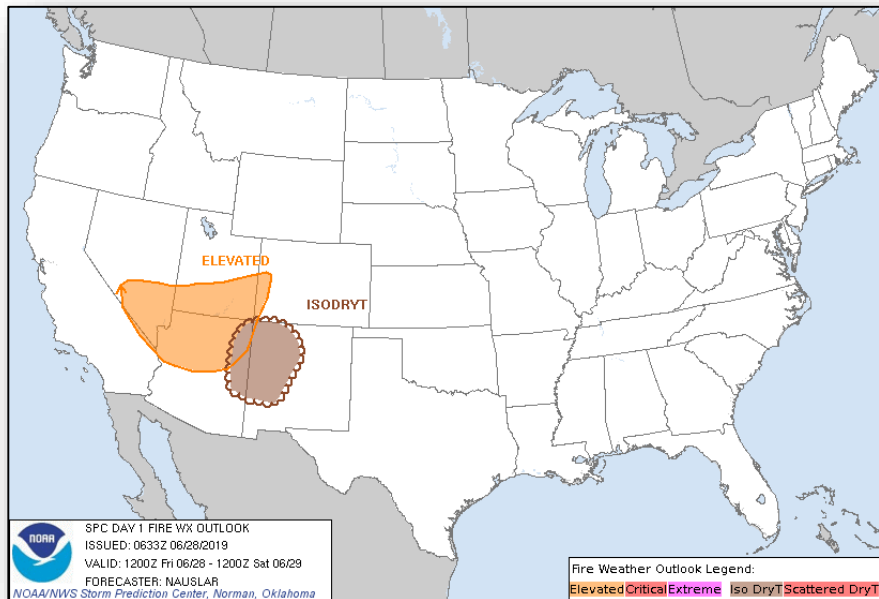 ELEVATED
ISODRYT
NOAA
SPC DAY 1 FIRE WX OUTLOOK
ISSUED: 0633Z 06/28/2019
VALID: 1200Z Fri 06/28 - 1200Z Sat 06/29
FORECASTER: NAUSLAR
NOAA/NWS Storm Prediction Center, Norman, Oklahoma
Fire Weather Outlook Legend:
Elevated Critical Extreme Iso DryT Scattered DryT